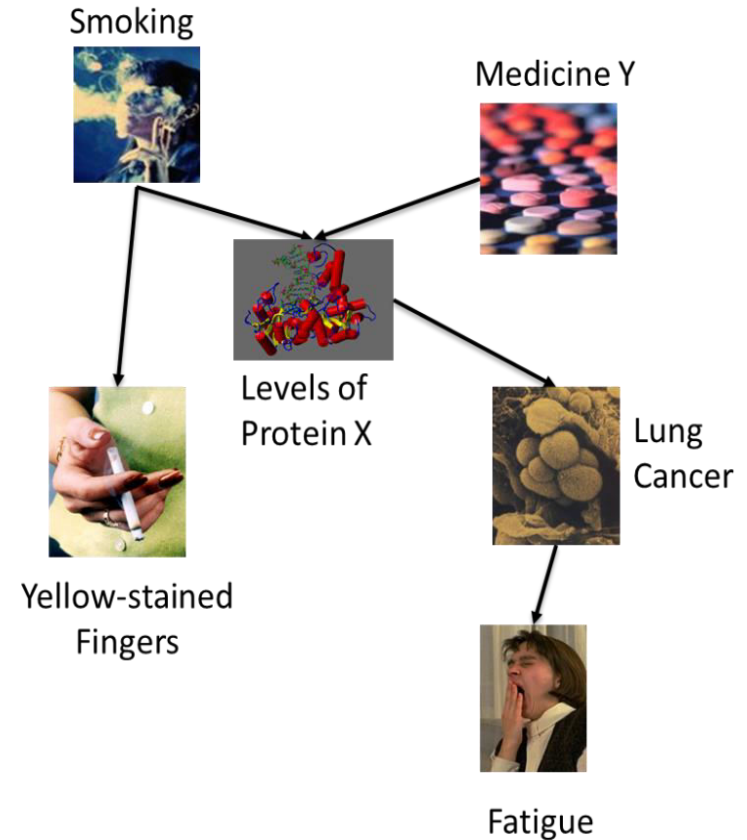 Smoking
Medicine Y
Levels of
Protein X
Lung
Cancer
Yellow-stained
Fingers
Fatigue